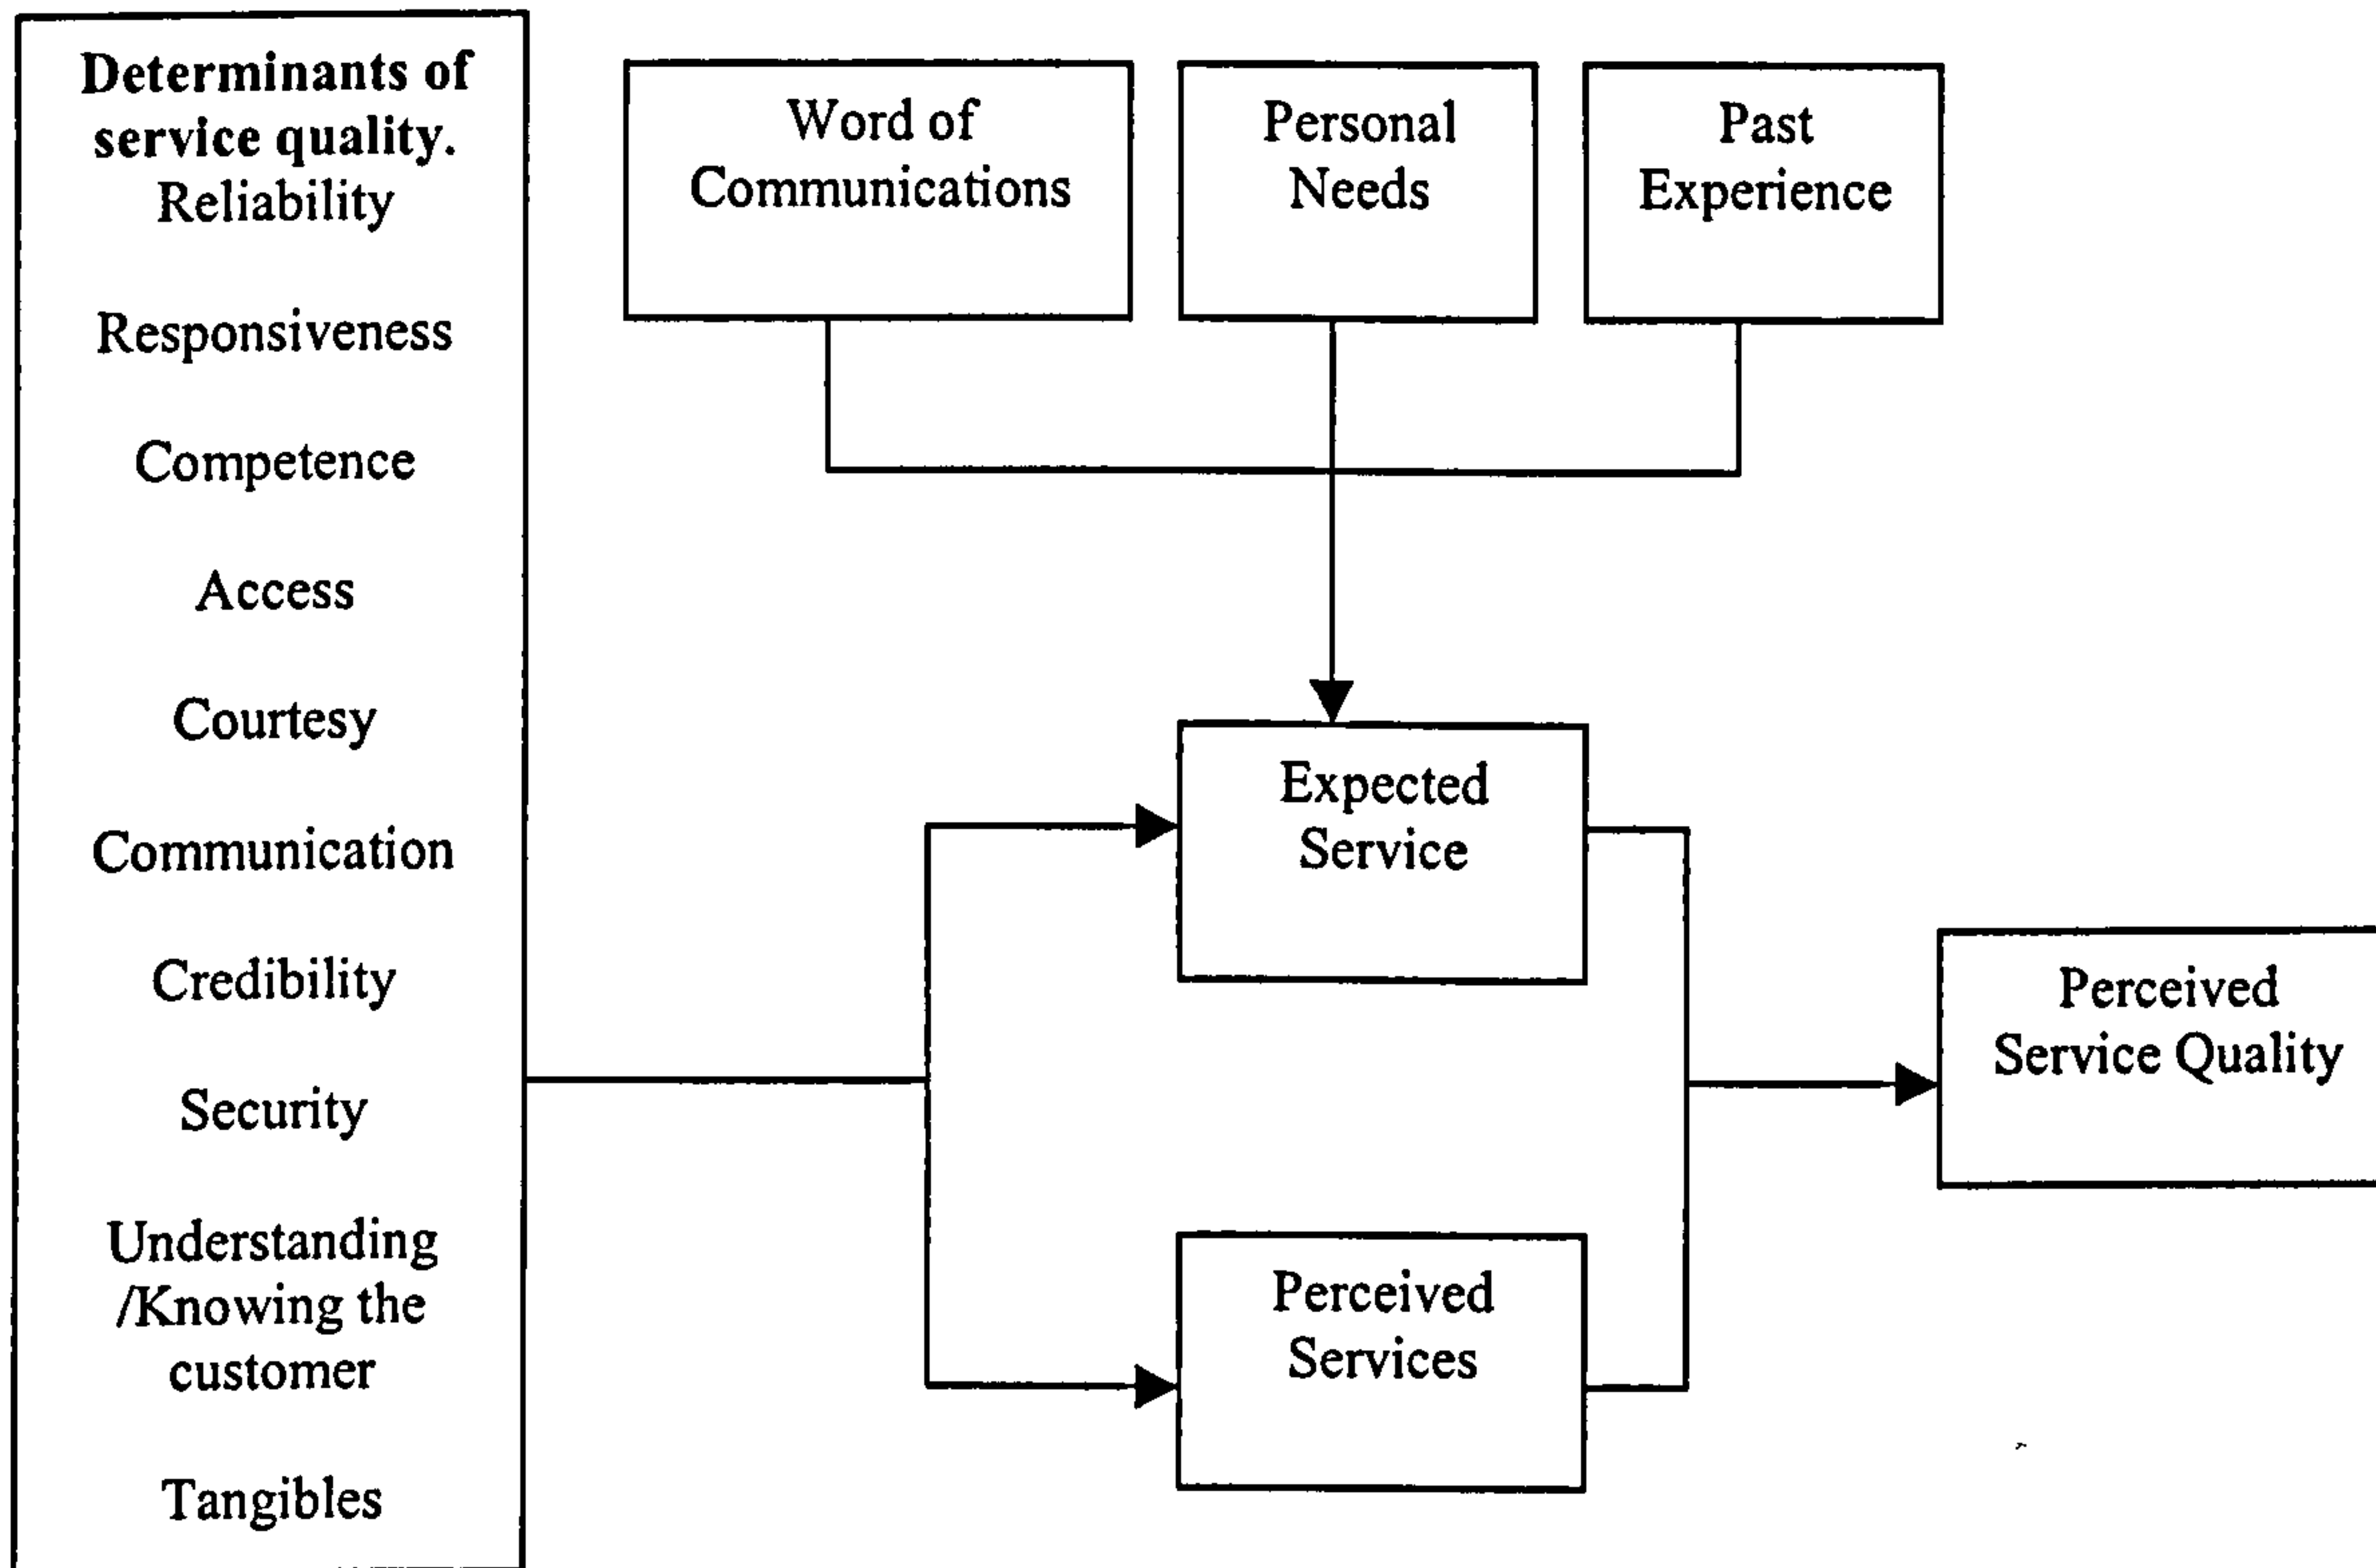 Determinants of
service quality.
Reliability
Responsiveness
Competence
Access
Courtesy
Communication
Credibility
Security
Understanding
/Knowing the
customer
Tangibles
Word of
Communications
Personal
Needs
Past
Experience
Expected
Service
Perceived
Services
Perceived
Service Quality